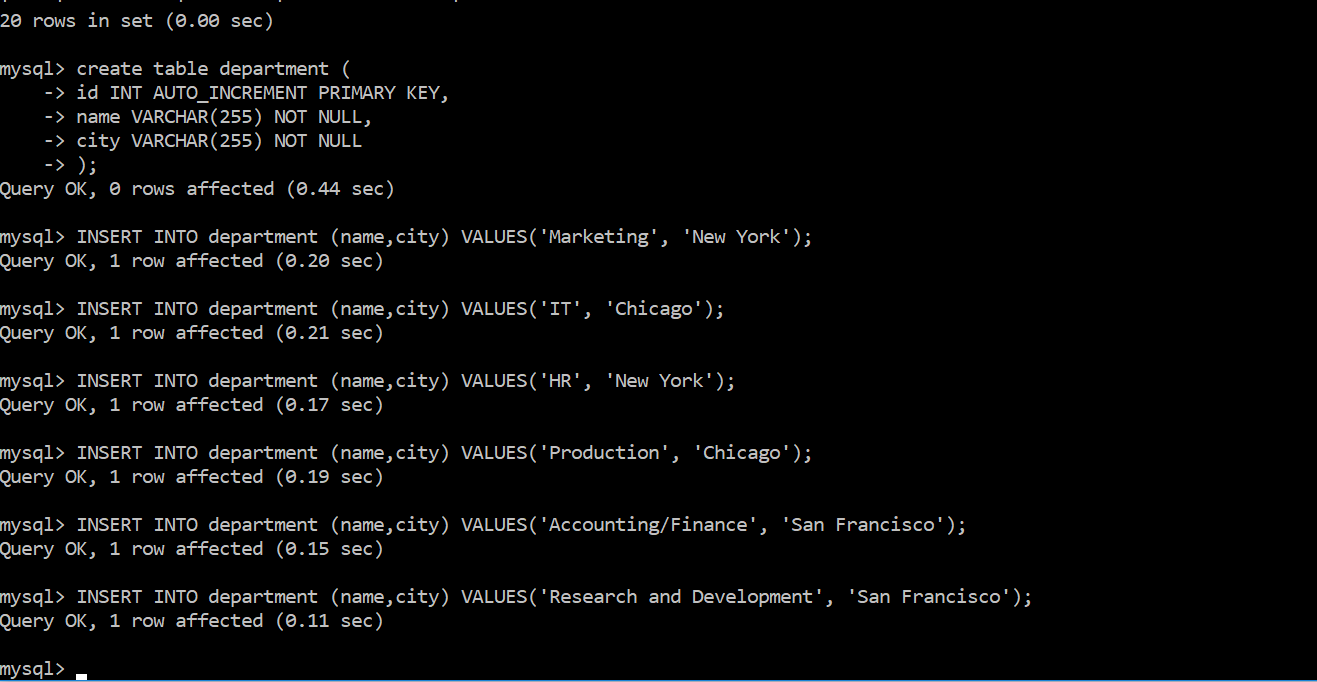 20 rows in set (0.00 sec)
mysql> create table department (
    -> id INT AUTO_INCREMENT PRIMARY KEY,
    -> name VARCHAR(255) NOT NULL,
    -> city VARCHAR(255) NOT NULL
    -> );
Query OK, 0 rows affected (0.44 sec)
mysql> INSERT INTO department (name,city) VALUES('Marketing', 'New York');
Query OK, 1 row affected (0.20 sec)
mysql> INSERT INTO department (name,city) VALUES('IT', 'Chicago');
Query OK, 1 row affected (0.21 sec)
mysql> INSERT INTO department (name,city) VALUES('HR', 'New York');
Query OK, 1 row affected (0.17 sec)
mysql> INSERT INTO department (name,city) VALUES('Production', 'Chicago');
Query OK, 1 row affected (0.19 sec)
mysql> INSERT INTO department (name,city) VALUES('Accounting/Finance', 'San Francisco');
Query OK, 1 row affected (0.15 sec)
mysql> INSERT INTO department (name,city) VALUES('Research and Development', 'San Francisco');
Query OK, 1 row affected (0.11 sec)
mysql>